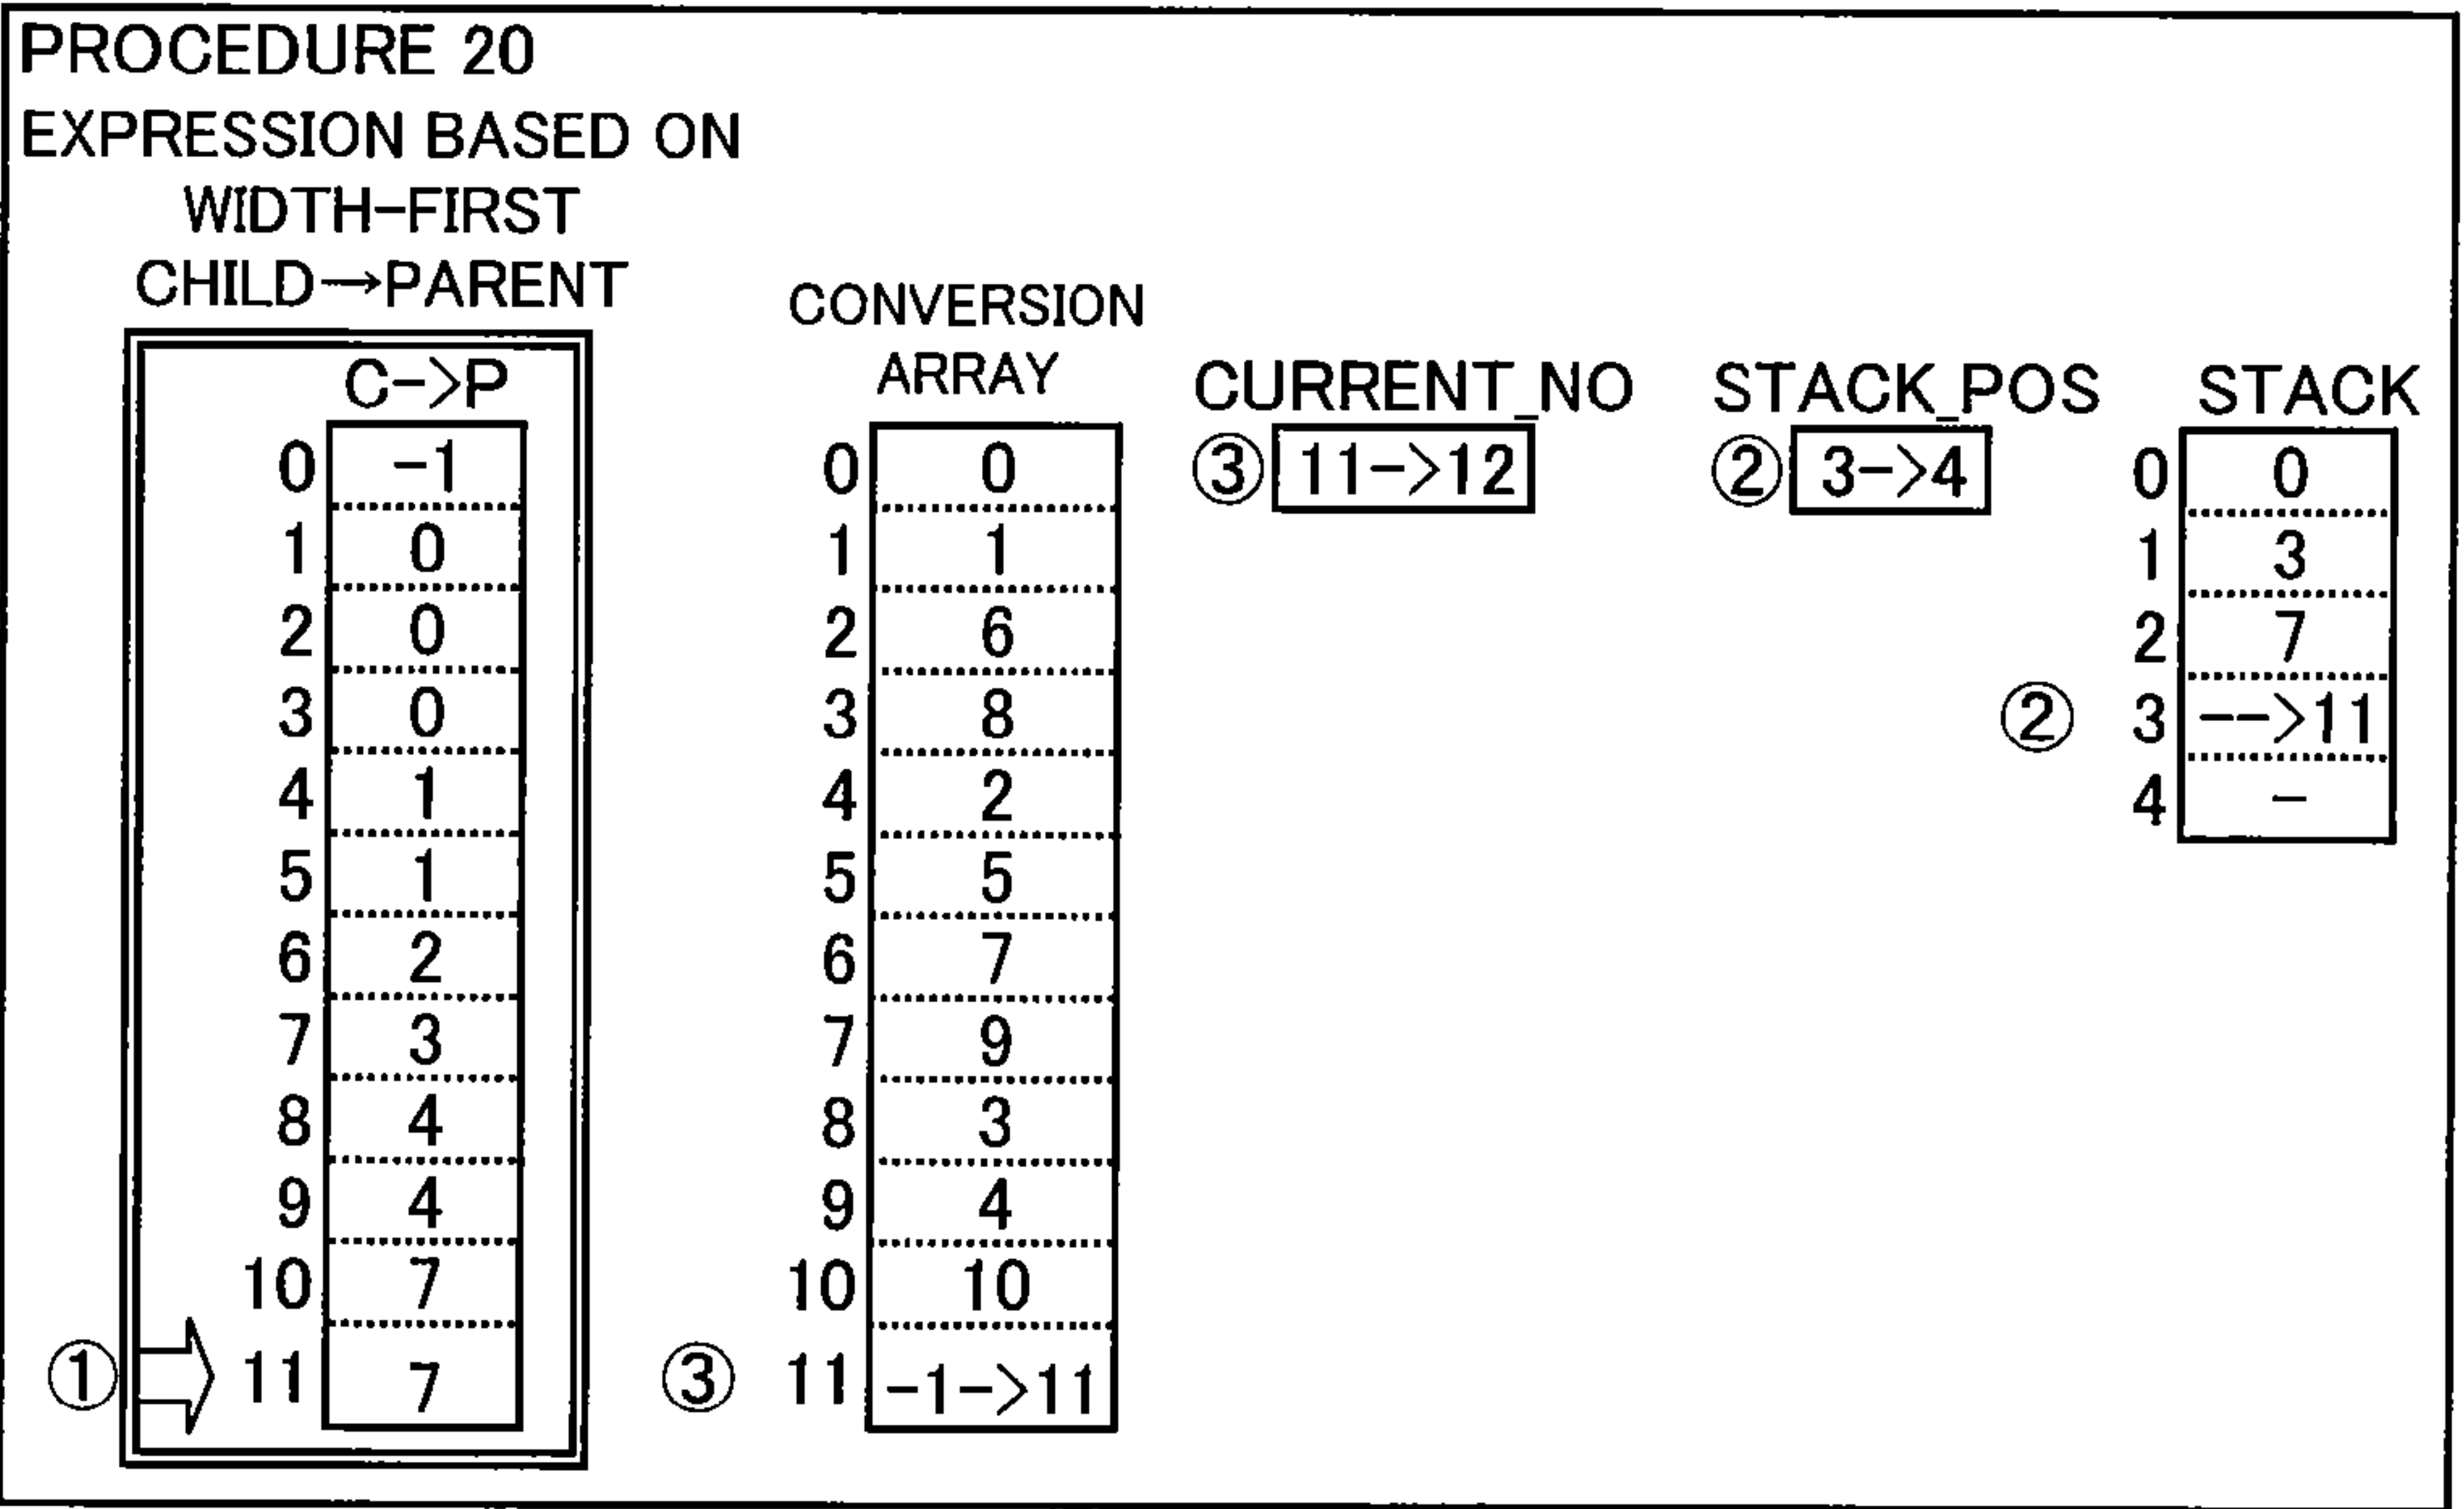 PROCEDURE 20
EXPRESSION BASED ON
WIDTH-FIRST
CHILD→PARENT
C->P
0 -1
1 0
2 0
3 0
4 1
5 1
6 2
7 3
8 4
9 4
10 7
① 11 7
CONVERSION
ARRAY
0 0
1 1
2 6
3 8
4 2
5 5
6 7
7 9
8 3
9 4
10 10
③ 11 -1->11
CURRENT_NO
③ 11->12
STACK_POS
② 3->4
STACK
0 0
1 3
2 7
② 3 -->11
4 -